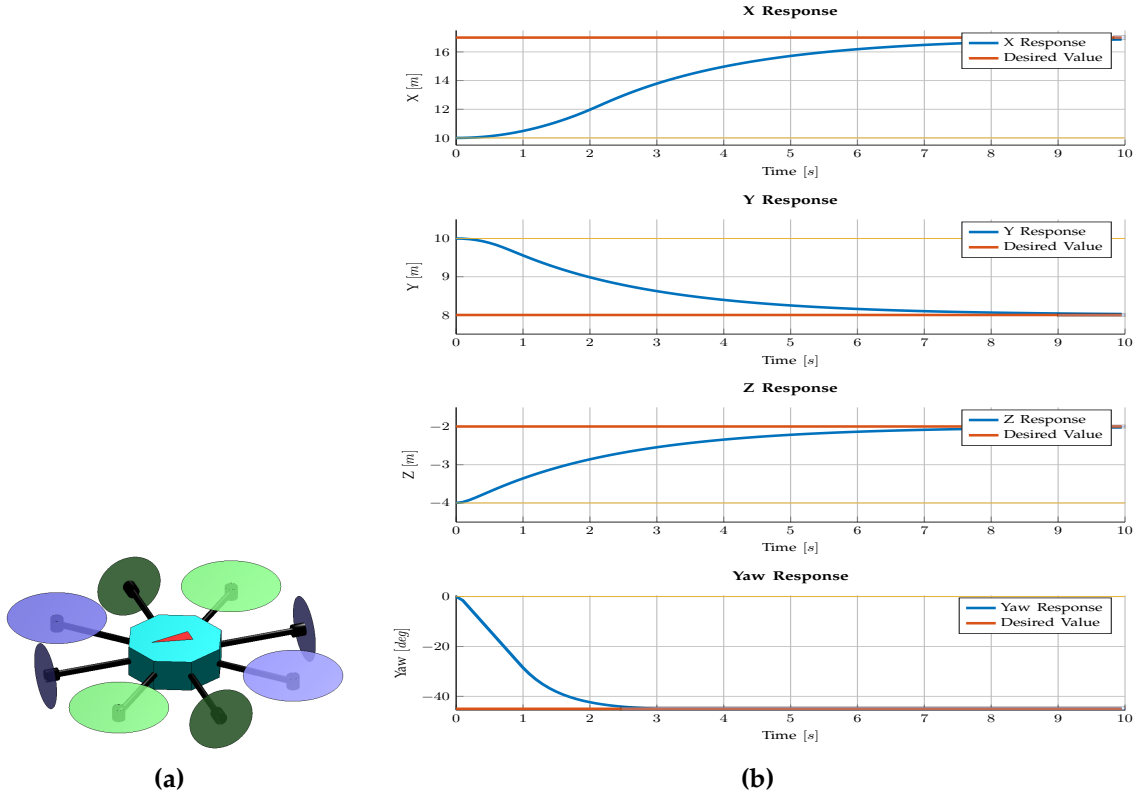 X Response
16
14
12
10
X [m]
X Response
Desired Value
0 1 2 3 4 5 6 7 8 9 10
Time [s]
Y Response
10
9
8
Y [m]
Y Response
Desired Value
0 1 2 3 4 5 6 7 8 9 10
Time [s]
Z Response
−2
−3
−4
Z [m]
Z Response
Desired Value
0 1 2 3 4 5 6 7 8 9 10
Time [s]
Yaw Response
0
−20
−40
Yaw [deg]
Yaw Response
Desired Value
0 1 2 3 4 5 6 7 8 9 10
Time [s]
(a) (b)